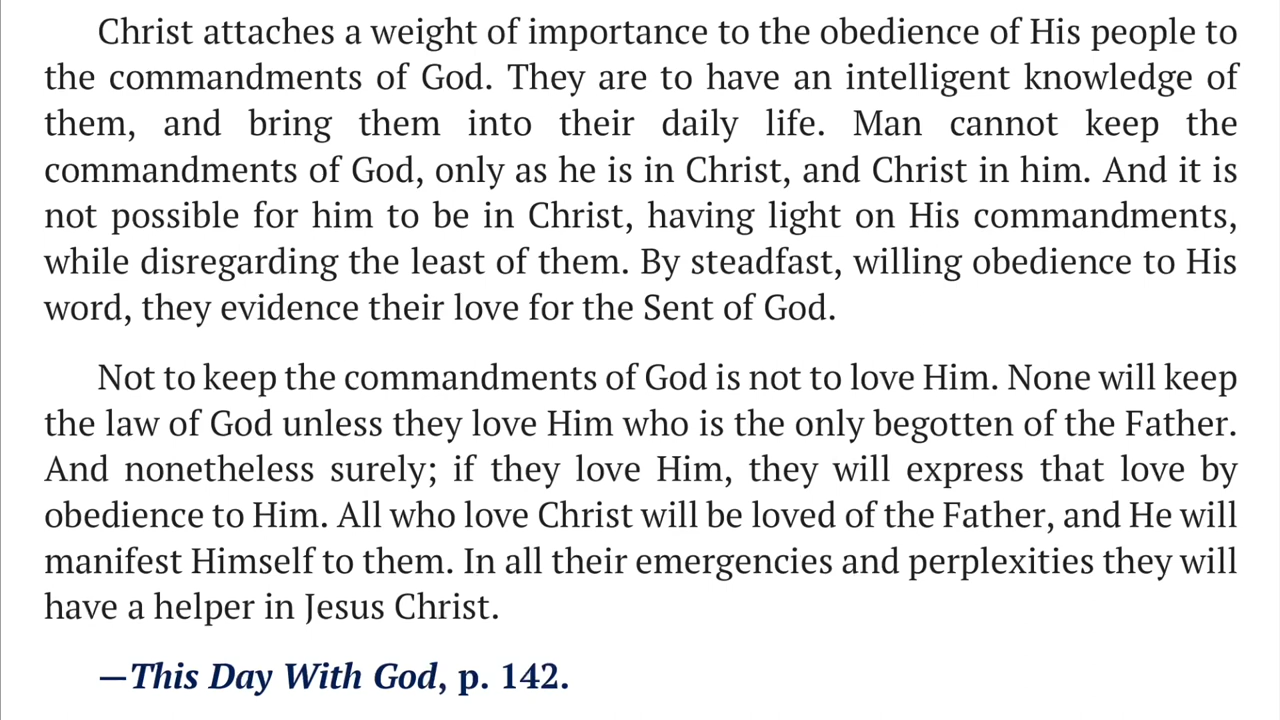 Christ attaches a weight of importance to the obedience of His people to
the commandments of God. They are to have an intelligent knowledge of
them, and bring them into their daily life. Man cannot keep the
commandments of God, only as he is in Christ, and Christ in him. And it is
not possible for him to be in Christ, having light on His commandments,
while disregarding the least of them. By steadfast, willing obedience to His
word, they evidence their love for the Sent of God.
Not to keep the commandments of God is not to love Him. None will keep
the law of God unless they love Him who is the only begotten of the Father.
And nonetheless surely; if they love Him, they will express that love by
obedience to Him. All who love Christ will be loved of the Father, and He will
manifest Himself to them. In all their emergencies and perplexities they will
have a helper in Jesus Christ.
—This Day With God, p. 142.